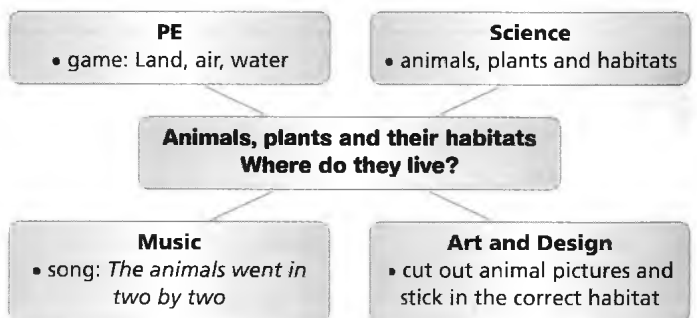 PE
• game: Land, air, water
Science
• animals, plants and habitats
Animals, plants and their habitats
Where do they live?
Music
• song: The animals went in
two by two
Art and Design
• cut out animal pictures and
stick in the correct habitat